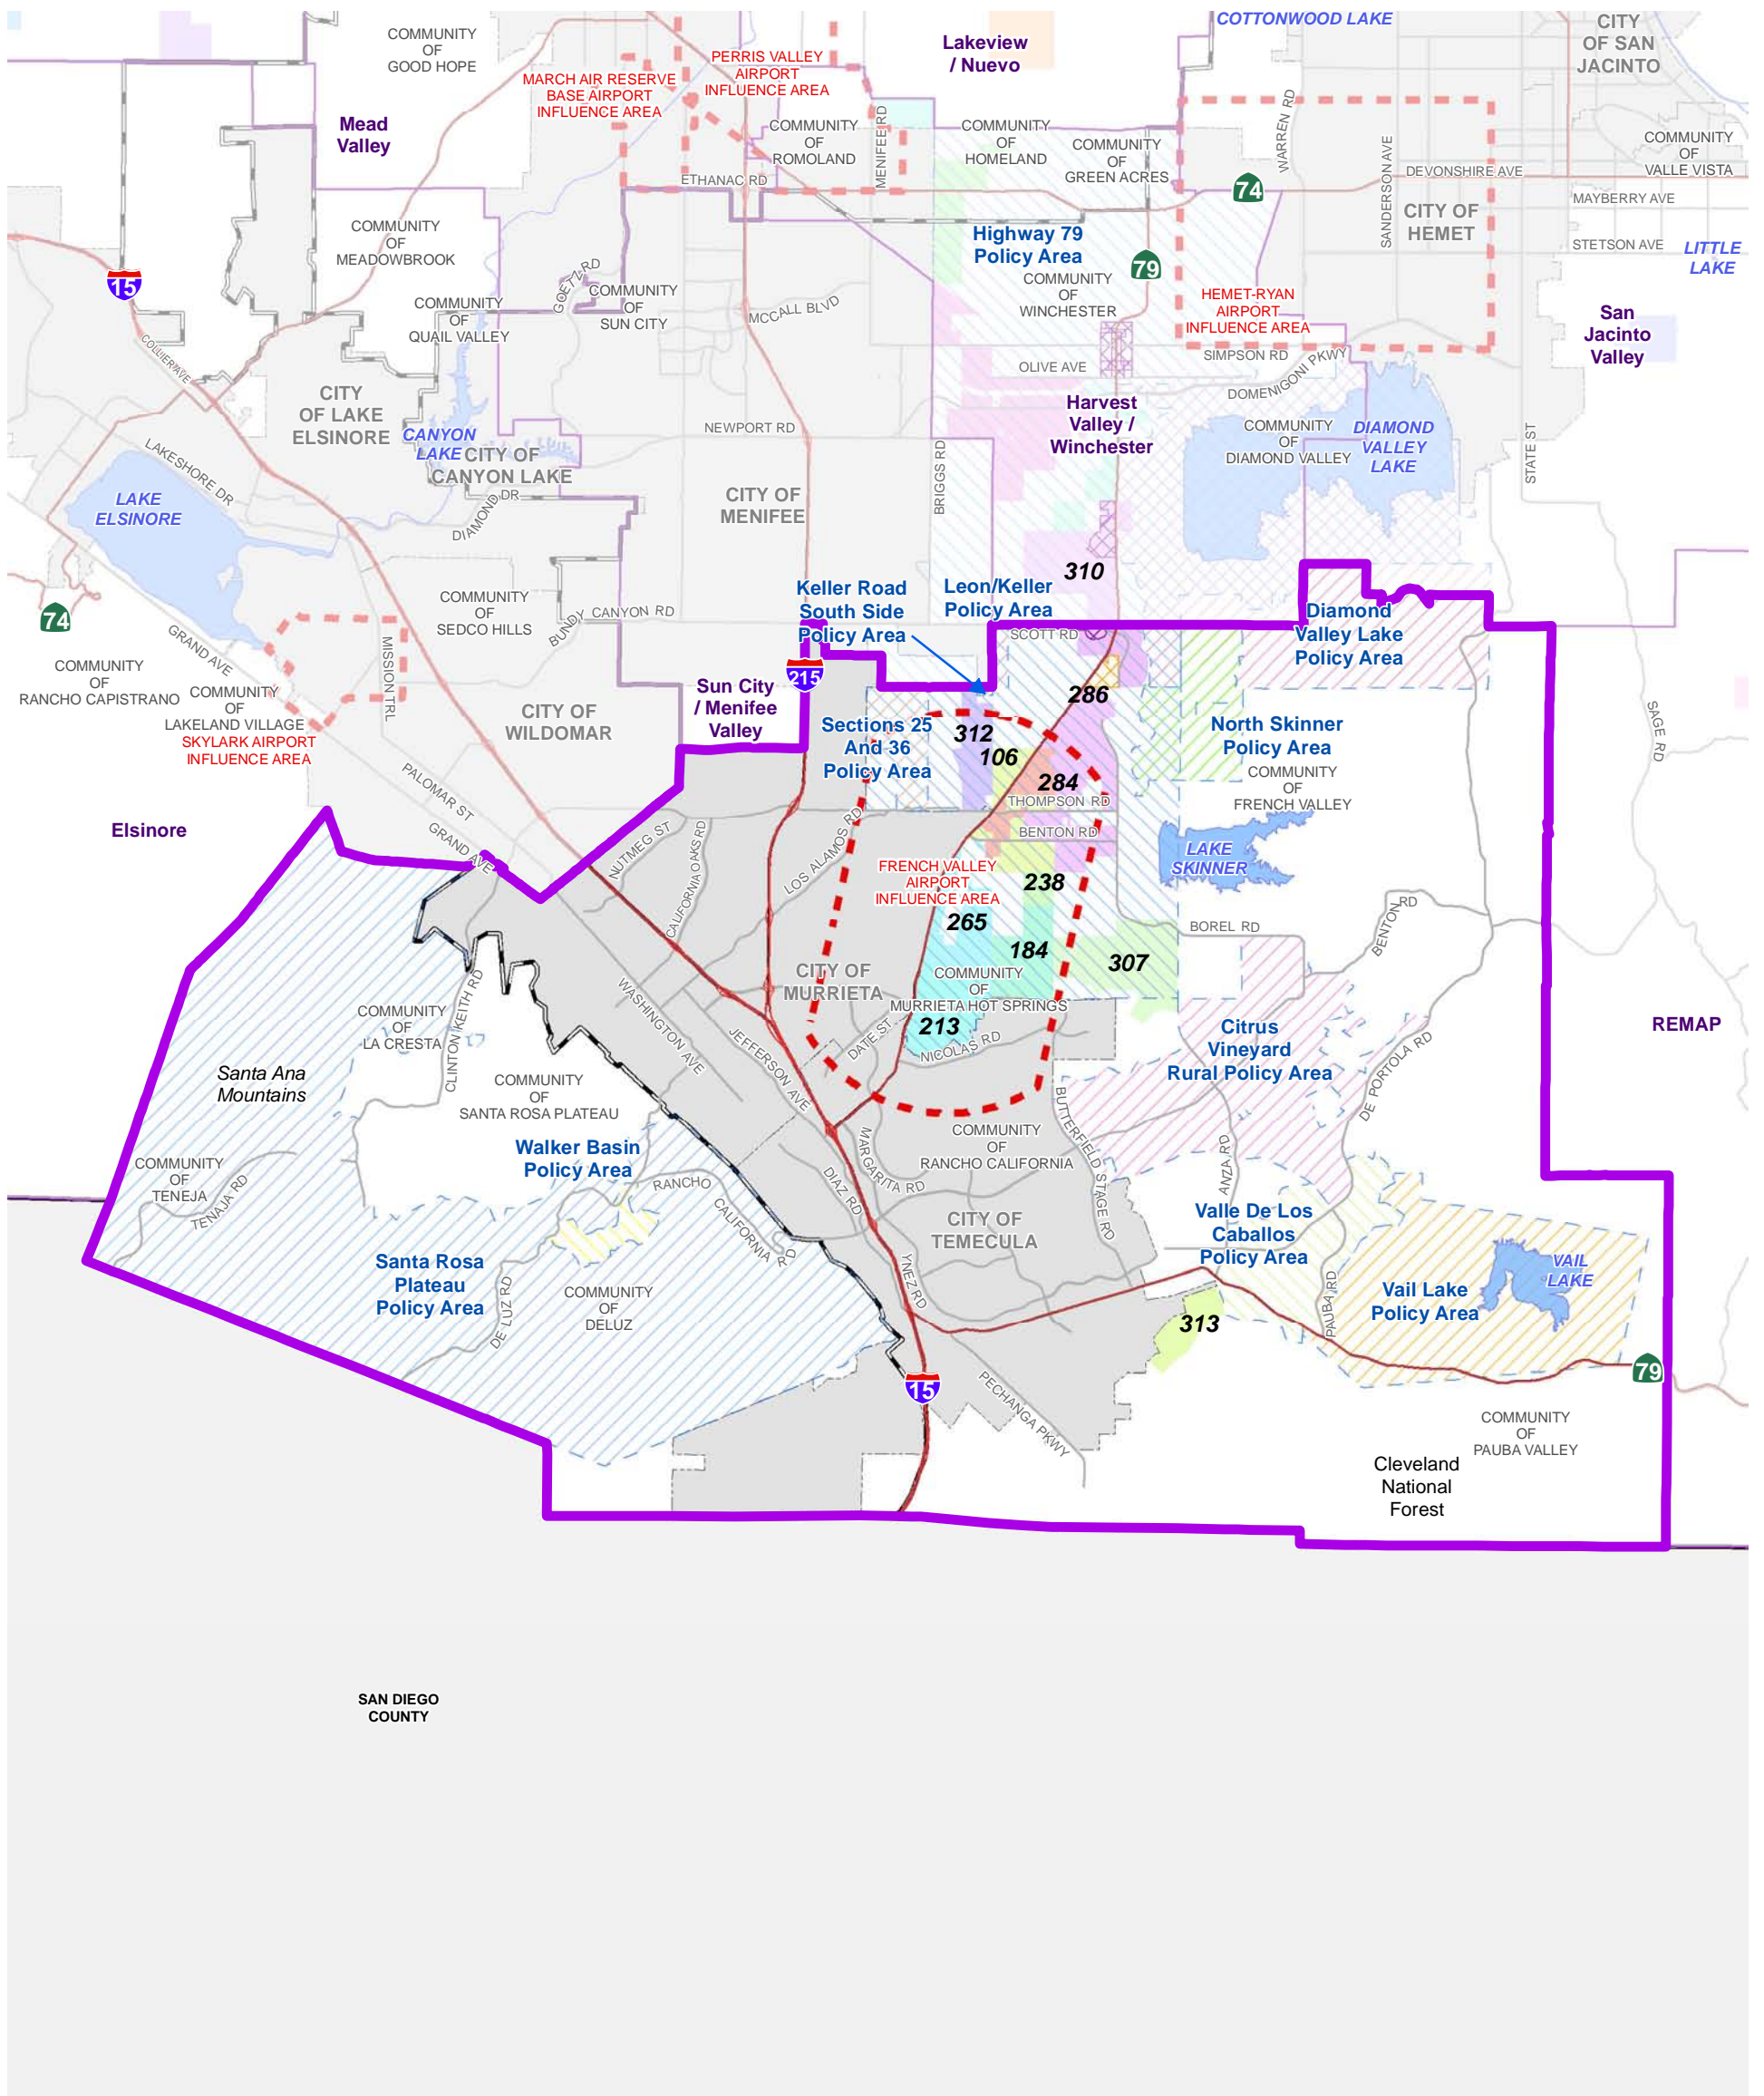 COTTONWOOD LAKE
CITY
OF SAN
JACINTO
COMMUNITY
OF
GOOD HOPE
Lakeview
/ Nuevo
PERRIS VALLEY
AIRPORT
INFLUENCE AREA
MARCH AIR RESERVE
BASE AIRPORT
INFLUENCE AREA
Mead
Valley
COMMUNITY
OF
ROMOLAND
MENIFEE RD
COMMUNITY
OF
HOMELAND
COMMUNITY
OF
GREEN ACRES
WARREN RD
SANDERSON AVE
COMMUNITY
OF
VALLE VISTA
ETHANAC RD
74
DEVONSHIRE AVE
MAYBERRY AVE
CITY OF
HEMET
STETSON AVE
LITTLE
LAKE
COMMUNITY
OF
MEADOWBROOK
Highway 79
Policy Area
79
15
GOETZ RD
COMMUNITY
OF
SUN CITY
COMMUNITY
OF
WINCHESTER
HEMET-RYAN
AIRPORT
INFLUENCE AREA
COMMUNITY
OF
QUAIL VALLEY
MCCALL BLVD
San
Jacinto
Valley
COLLIER AVE
SIMPSON RD
OLIVE AVE
DOMENIGONI PKWY
CITY
OF LAKE
ELSINORE
Harvest
Valley /
Winchester
CANYON
LAKE
CITY OF
CANYON LAKE
NEWPORT RD
COMMUNITY
OF
DIAMOND VALLEY
DIAMOND
VALLEY
LAKE
STATE ST
LAKESHORE DR
BRIGGS RD
LAKE
ELSINORE
DIAMOND DR
CITY OF
MENIFEE
310
Keller Road
South Side
Policy Area
Leon/Keller
Policy Area
COMMUNITY
OF
SEDCO HILLS
BUNDY CANYON RD
74
GRAND AVE
MISSION TRL
SCOTT RD
Diamond
Valley Lake
Policy Area
COMMUNITY
OF
RANCHO CAPISTRANO
COMMUNITY
OF
LAKELAND VILLAGE
SKYLARK AIRPORT
INFLUENCE AREA
215
Sun City
/ Menifee
Valley
CITY OF
WILDOMAR
286
SAGE RD
Sections 25
And 36
Policy Area
312
106
284
North Skinner
Policy Area
COMMUNITY
OF
FRENCH VALLEY
PALOMAR ST
THOMPSON RD
Elsinore
GRAND AVE
NUTMEG ST
CALIFORNIA OAKS RD
LOS ALAMOS RD
BENTON RD
LAKE
SKINNER
FRENCH VALLEY
AIRPORT
INFLUENCE AREA
238
265
BENTON RD
BOREL RD
184
307
CITY OF
MURRIETA
COMMUNITY
OF
MURRIETA HOT SPRINGS
CLINTON KEITH RD
WASHINGTON AVE
COMMUNITY
OF
LA CRESTA
213
DATE ST
NICOLAS RD
JEFFERSON AVE
Citrus
Vineyard
Rural Policy Area
REMAP
Santa Ana
Mountains
DE PORTOLA RD
COMMUNITY
OF
SANTA ROSA PLATEAU
BUTTERFIELD STAGE RD
Walker Basin
Policy Area
COMMUNITY
OF
RANCHO CALIFORNIA
MARGARITA RD
ANZA RD
COMMUNITY
OF
TENEJA
TENAJA RD
RANCHO
CALIFORNIA RD
DIAZ RD
CITY OF
TEMECULA
Valle De Los
Caballos
Policy Area
Santa Rosa
Plateau
Policy Area
YNEZ RD
VAIL
LAKE
DE LUZ RD
COMMUNITY
OF
DELUZ
PAUBA RD
Vail Lake
Policy Area
313
79
15
PECHANGA PKWY
COMMUNITY
OF
PAUBA VALLEY
Cleveland
National
Forest
SAN DIEGO
COUNTY